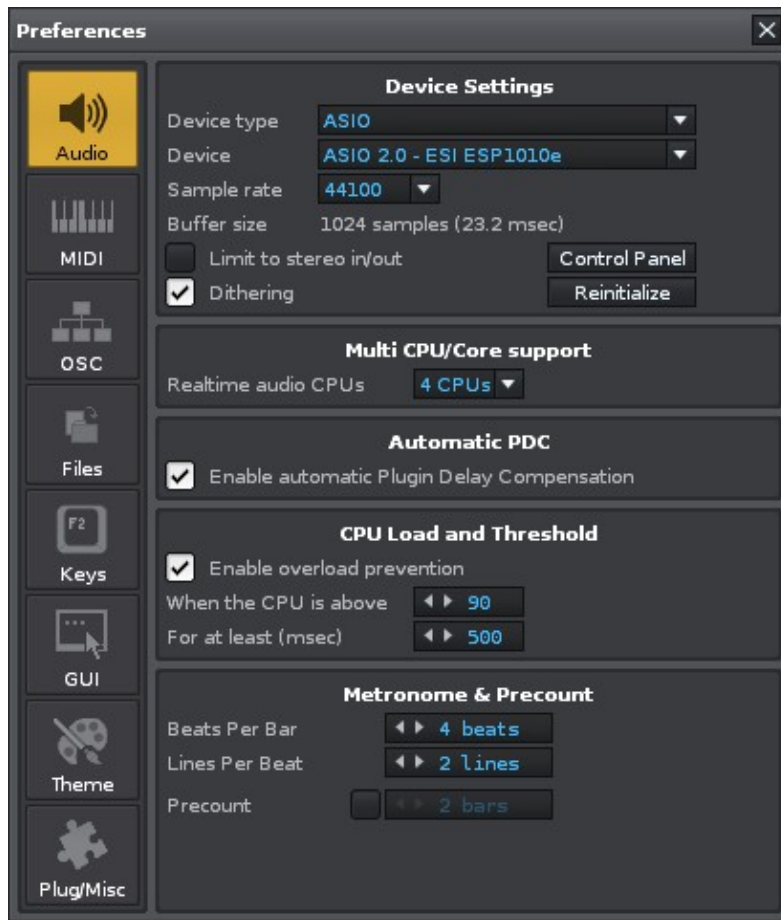 Preferences
Audio
MIDI
OSC
Files
F2
Keys
GUI
Theme
Plug/Misc
Device Settings
Device type ASIO
Device ASIO 2.0 - ESI ESP1010e
Sample rate 44100
Buffer size 1024 samples (23.2 msec)
Limit to stereo in/out Control Panel
Dithering Reinitialize
Multi CPU/Core support
Realtime audio CPUs 4 CPUs
Automatic PDC
Enable automatic Plugin Delay Compensation
CPU Load and Threshold
Enable overload prevention
When the CPU is above 90
For at least (msec) 500
Metronome & Precount
Beats Per Bar 4 beats
Lines Per Beat 2 lines
Precount 2 bars